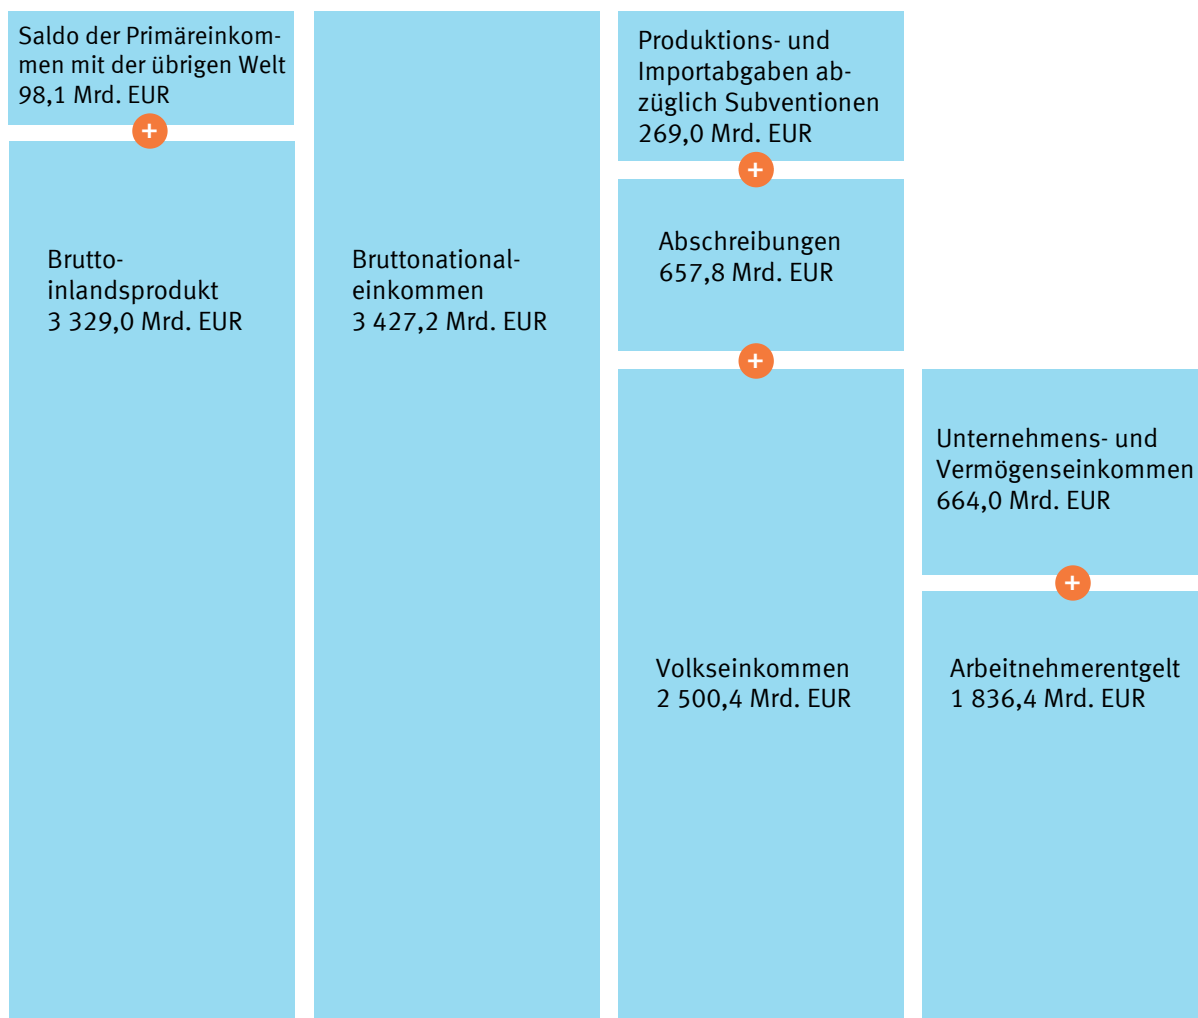 Saldo der Primäreinkom-
men mit der übrigen Welt
98,1 Mrd. EUR
+
Brutto-
inlandsprodukt
3 329,0 Mrd. EUR
Bruttonational-
einkommen
3 427,2 Mrd. EUR
Produktions- und
Importabgaben ab-
züglich Subventionen
269,0 Mrd. EUR
+
Abschreibungen
657,8 Mrd. EUR
+
Volkseinkommen
2 500,4 Mrd. EUR
Unternehmens- und
Vermögenseinkommen
664,0 Mrd. EUR
+
Arbeitnehmerentgelt
1 836,4 Mrd. EUR